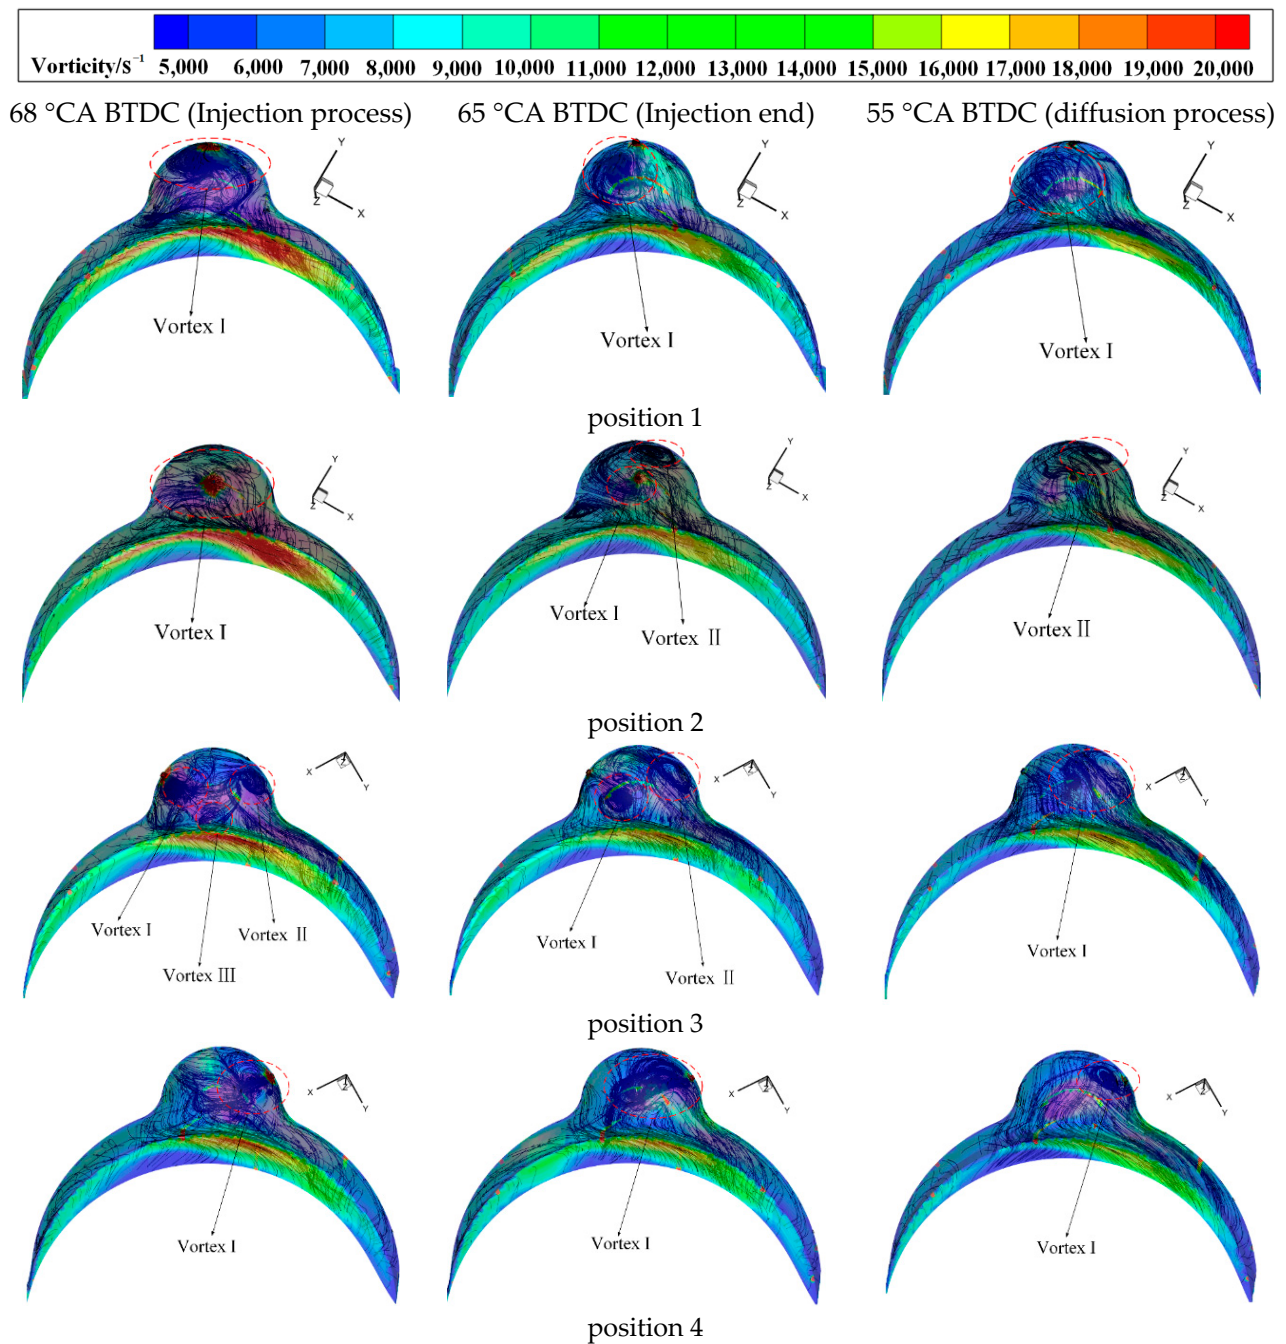 Vorticity/s⁻¹ 5,000 6,000 7,000 8,000 9,000 10,000 11,000 12,000 13,000 14,000 15,000 16,000 17,000 18,000 19,000 20,000
68 °CA BTDC (Injection process) 65 °CA BTDC (Injection end) 55 °CA BTDC (diffusion process)
Y Z X Y Z X Y Z X
Vortex I Vortex I Vortex I
position 1
Y Z X Y Z X Y Z X
Vortex I Vortex I Vortex II Vortex II
position 2
X Z Y X Z Y X Z Y
Vortex I Vortex II Vortex I Vortex I
Vortex III Vortex II
position 3
X Z Y X Z Y X Z Y
Vortex I Vortex I Vortex I
position 4